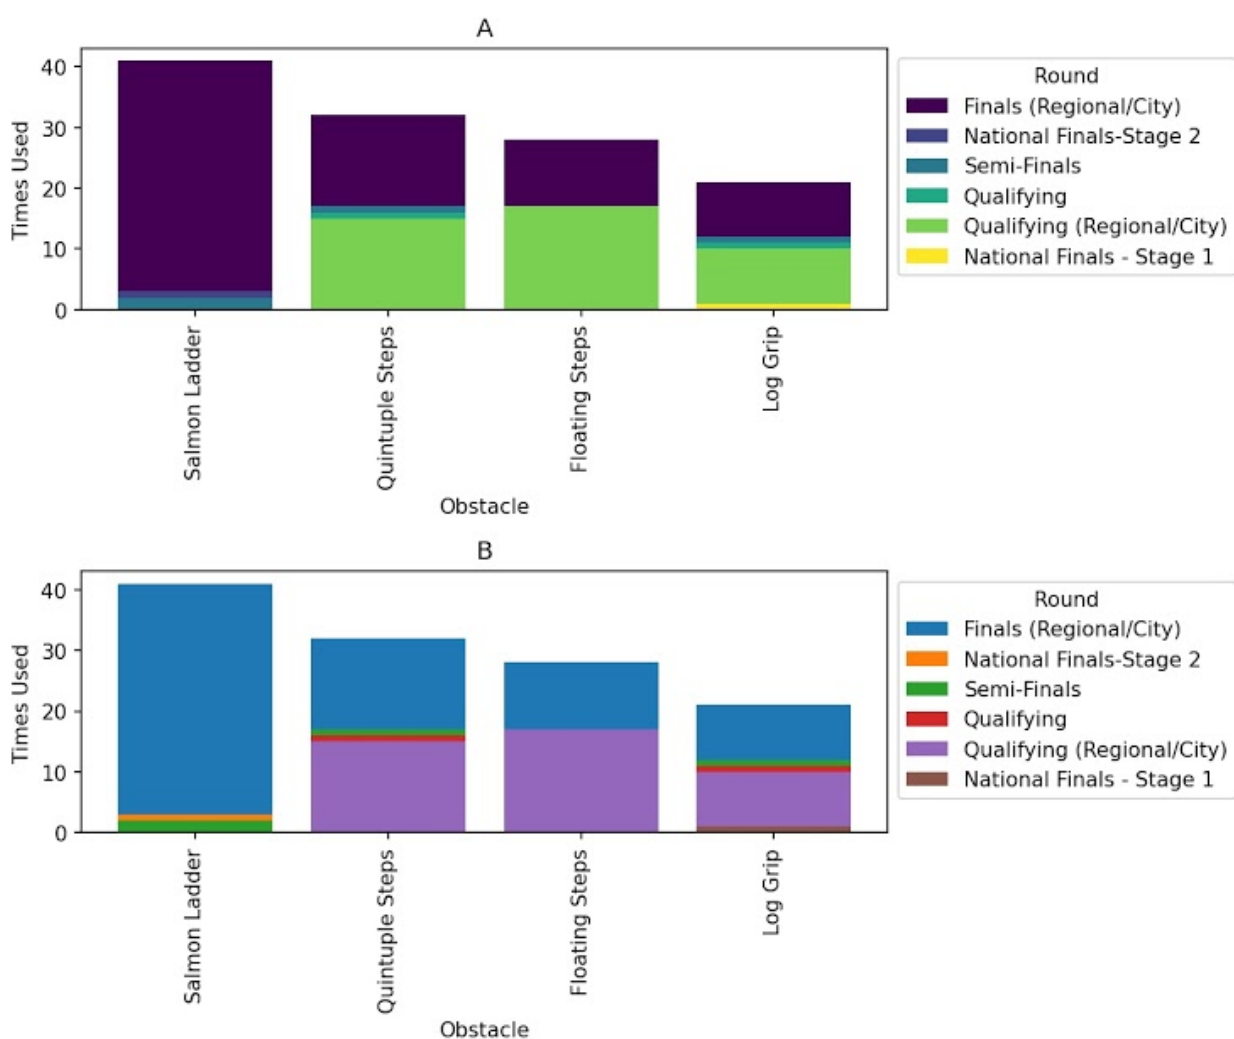 A
Times Used
40
30
20
10
0
Salmon Ladder
Quintuple Steps
Floating Steps
Log Grip
Obstacle
Round
Finals (Regional/City)
National Finals-Stage 2
Semi-Finals
Qualifying
Qualifying (Regional/City)
National Finals - Stage 1
B
Times Used
40
30
20
10
0
Salmon Ladder
Quintuple Steps
Floating Steps
Log Grip
Obstacle
Round
Finals (Regional/City)
National Finals-Stage 2
Semi-Finals
Qualifying
Qualifying (Regional/City)
National Finals - Stage 1